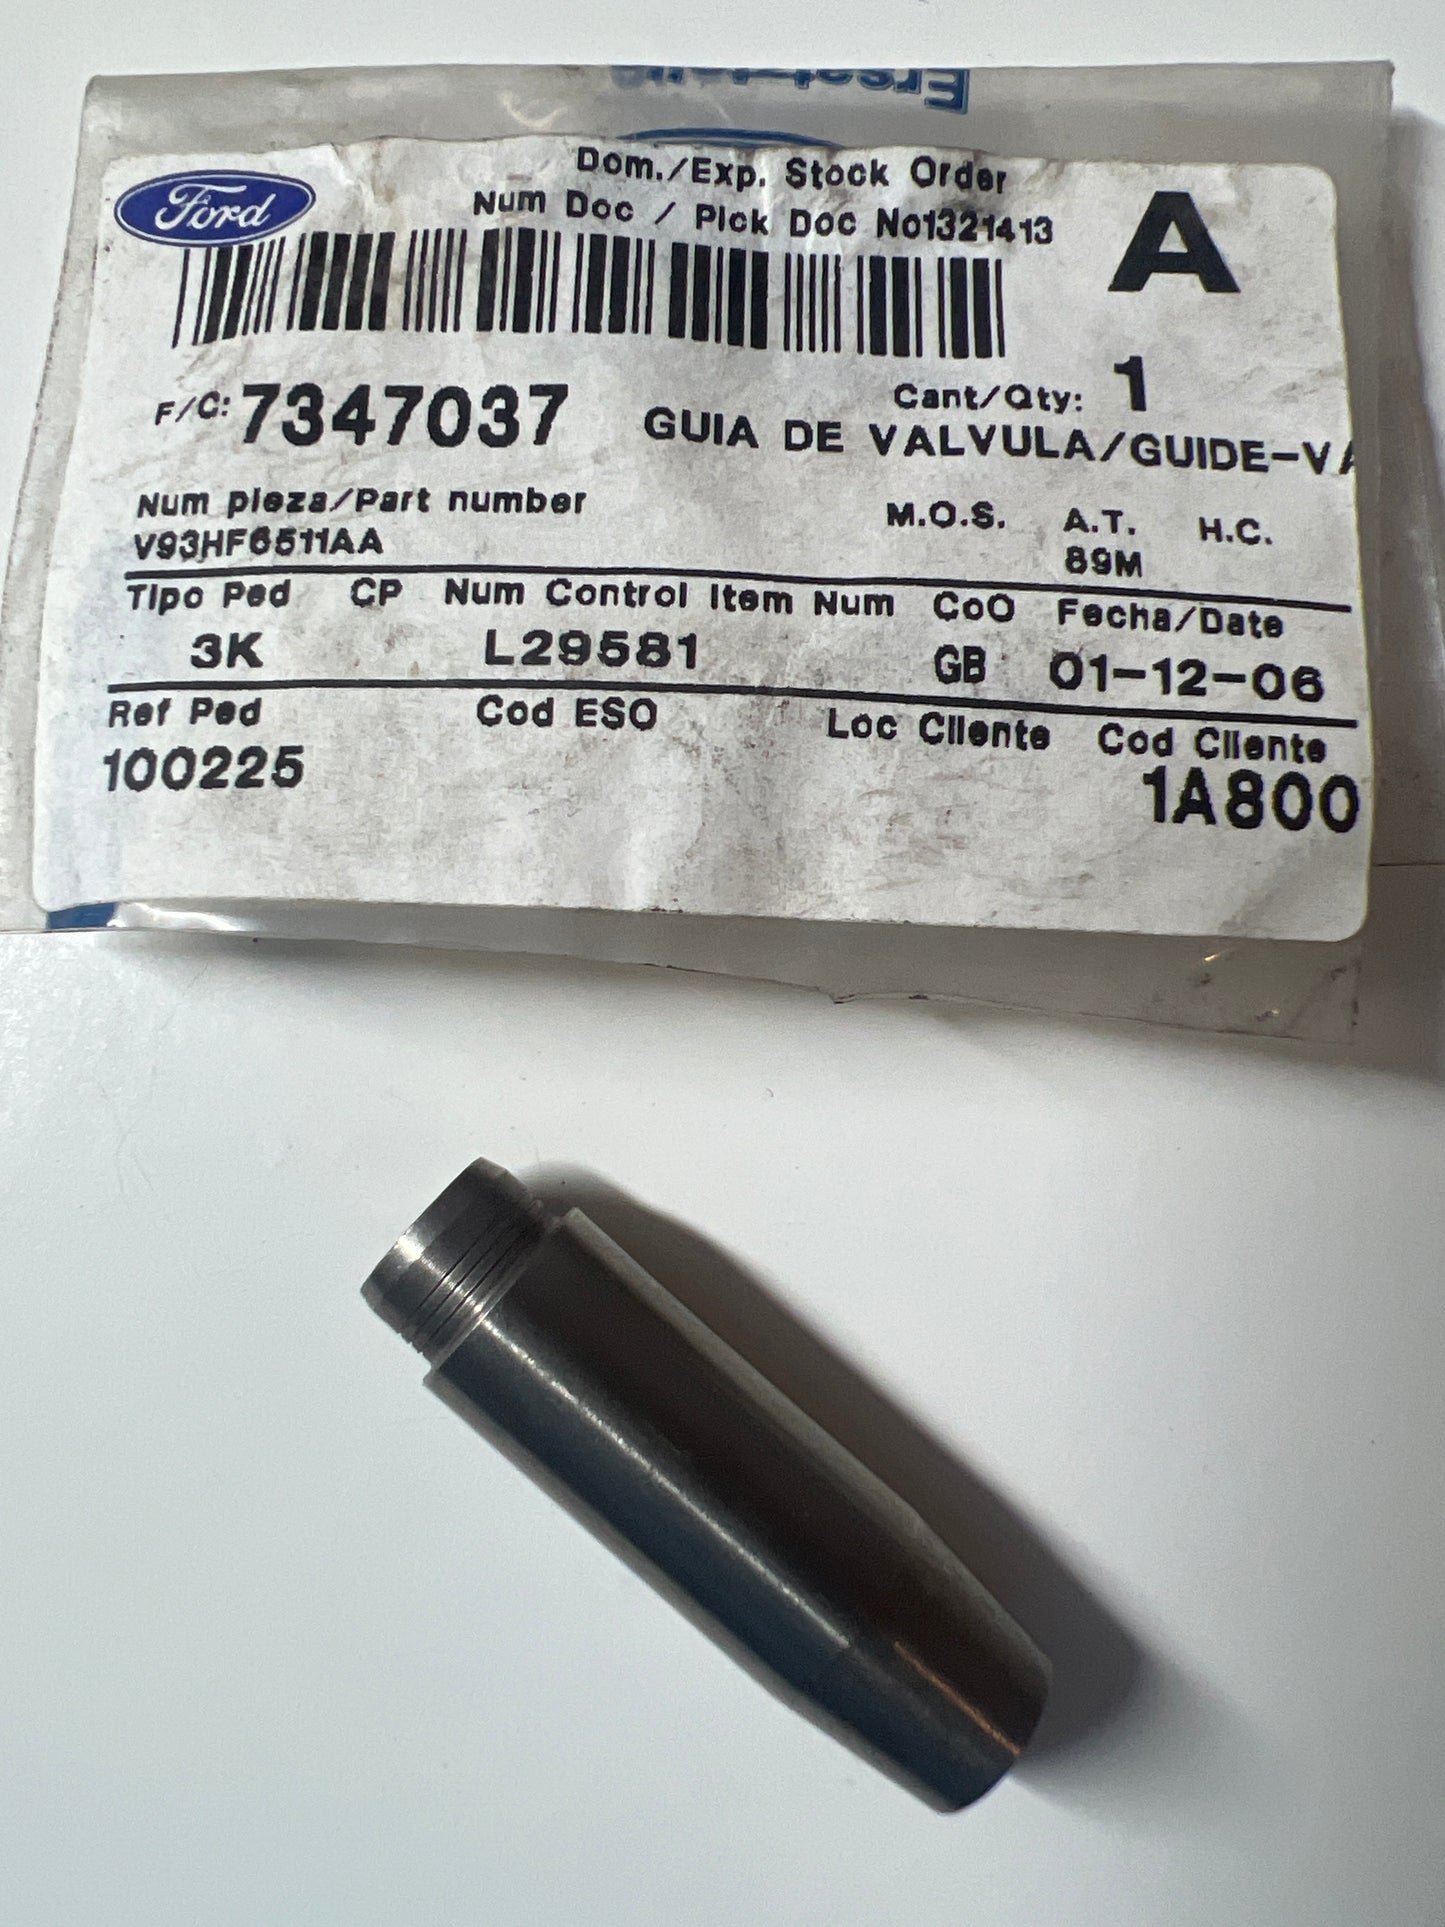 Ersatzteile
Ford
Dom./Exp. Stock Order
Num Doc / Pick Doc No1321413
A
F/C: 7347037
Cant/Qty: 1
GUIA DE VALVULA/GUIDE-VA
Num pieza/Part number
M.O.S. A.T. H.C.
V93HF6511AA
89M
Tipo Ped CP Num Control Item Num CoO Fecha/Date
3K L29581 GB 01-12-06
Ref Ped Cod ESO Loc Cliente Cod Cliente
100225 1A800